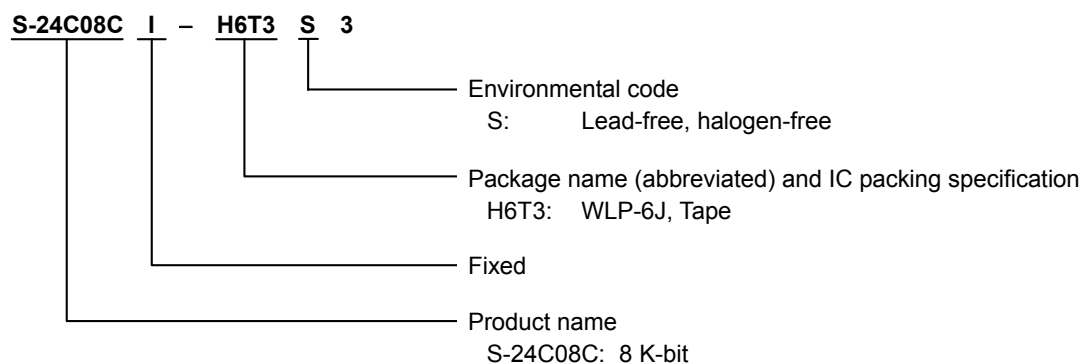 S-24C08C I – H6T3 S 3
Environmental code
S: Lead-free, halogen-free
Package name (abbreviated) and IC packing specification
H6T3: WLP-6J, Tape
Fixed
Product name
S-24C08C: 8 K-bit